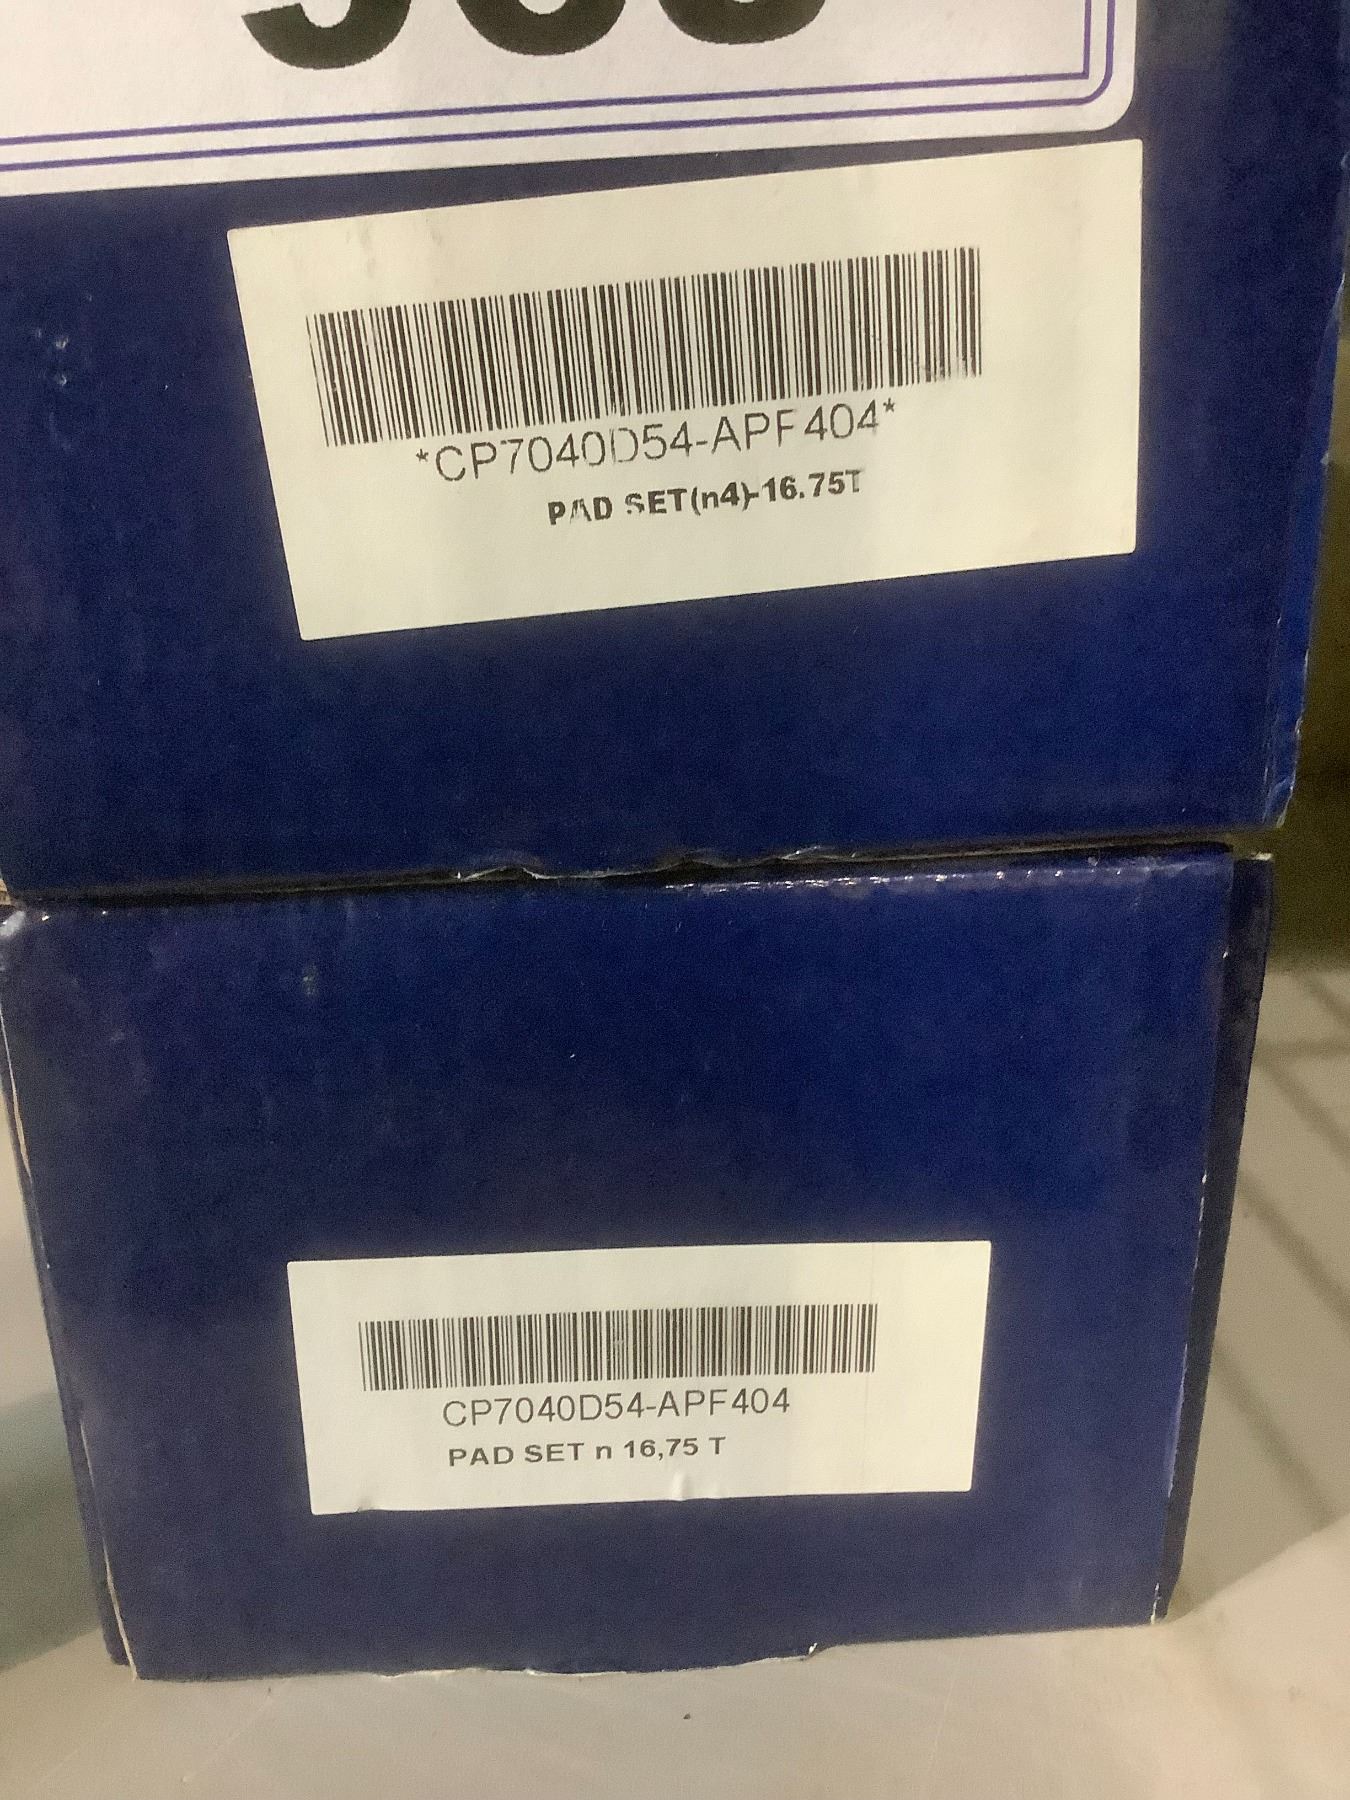 *CP7040D54-APF404*
PAD SET(n4)-16.75T
CP7040D54-APF404
PAD SET n 16,75 T